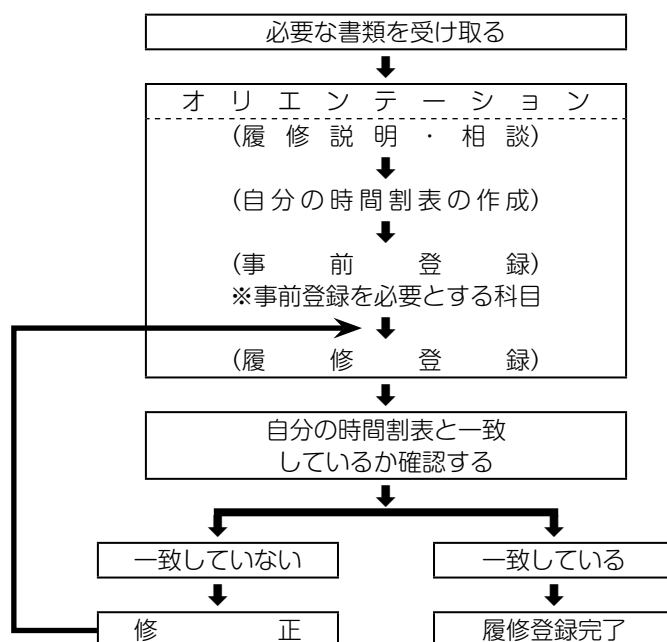 必要な書類を受け取る
オリエンテーション
(履修説明・相談)
(自分の時間割表の作成)
(事前登録)
※事前登録を必要とする科目
(履修登録)
自分の時間割表と一致
しているか確認する
一致していない
一致している
修正
履修登録完了